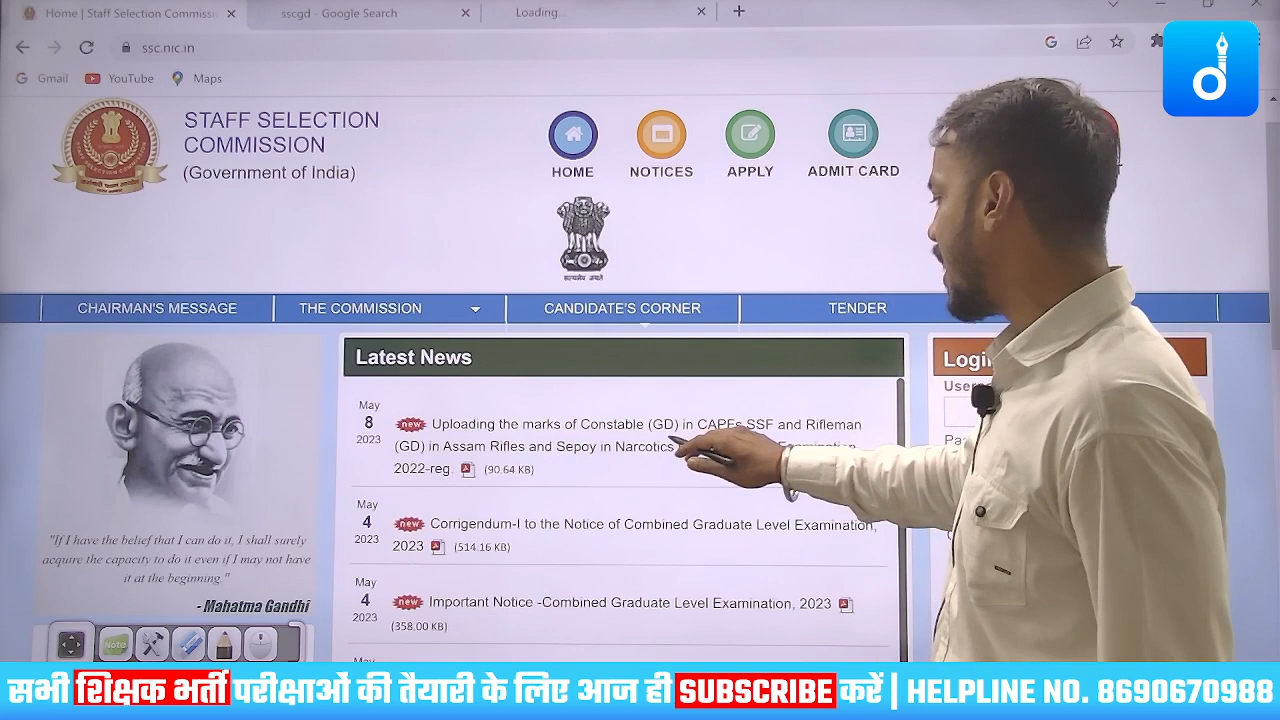 Home | Staff Selection Commissi
sscgd - Google Search
Loading...
ssc.nic.in
Gmail
YouTube
Maps
STAFF SELECTION
COMMISSION
(Government of India)
HOME
NOTICES
APPLY
ADMIT CARD
सत्यमेव जयते
CHAIRMAN'S MESSAGE
THE COMMISSION
CANDIDATE'S CORNER
TENDER
Latest News
Logi
May
8
2023
new Uploading the marks of Constable (GD) in CAPFs SSF and Rifleman
(GD) in Assam Rifles and Sepoy in Narcotics Examination
2022-reg. (90.64 KB)
May
4
2023
new Corrigendum-I to the Notice of Combined Graduate Level Examination,
2023 (514.16 KB)
May
4
2023
new Important Notice -Combined Graduate Level Examination, 2023
(358.00 KB)
"If I have the belief that I can do it, I shall surely
acquire the capacity to do it even if I may not have
it at the beginning."
- Mahatma Gandhi
Note
सभी शिक्षक भर्ती परीक्षाओं की तैयारी के लिए आज ही SUBSCRIBE करें | HELPLINE NO. 8690670988